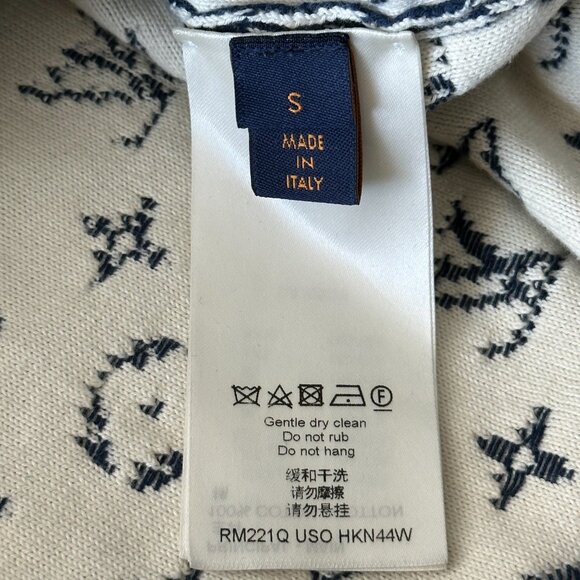 S
MADE
IN
ITALY
Gentle dry clean
Do not rub
Do not hang
缓和干洗
请勿摩擦
请勿悬挂
RM221Q USO HKN44W